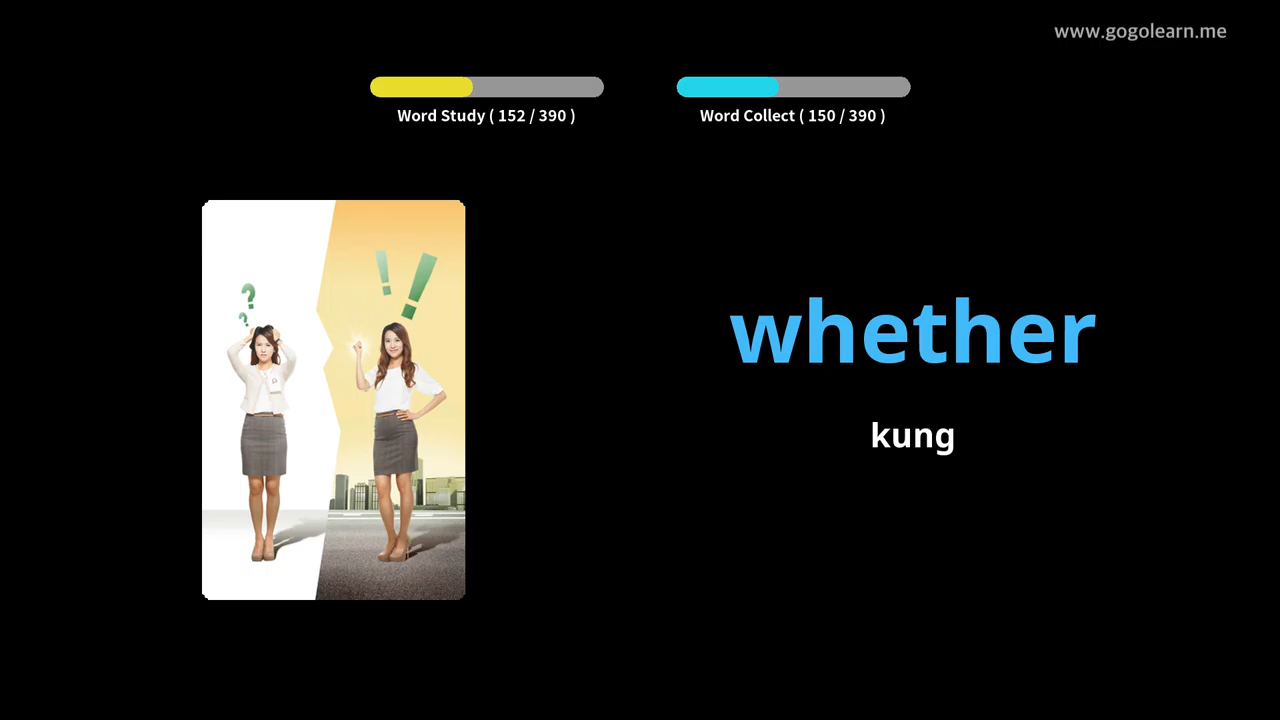 www.gogolearn.me
Word Study ( 152 / 390 )
Word Collect ( 150 / 390 )
? ?
! !
whether
kung